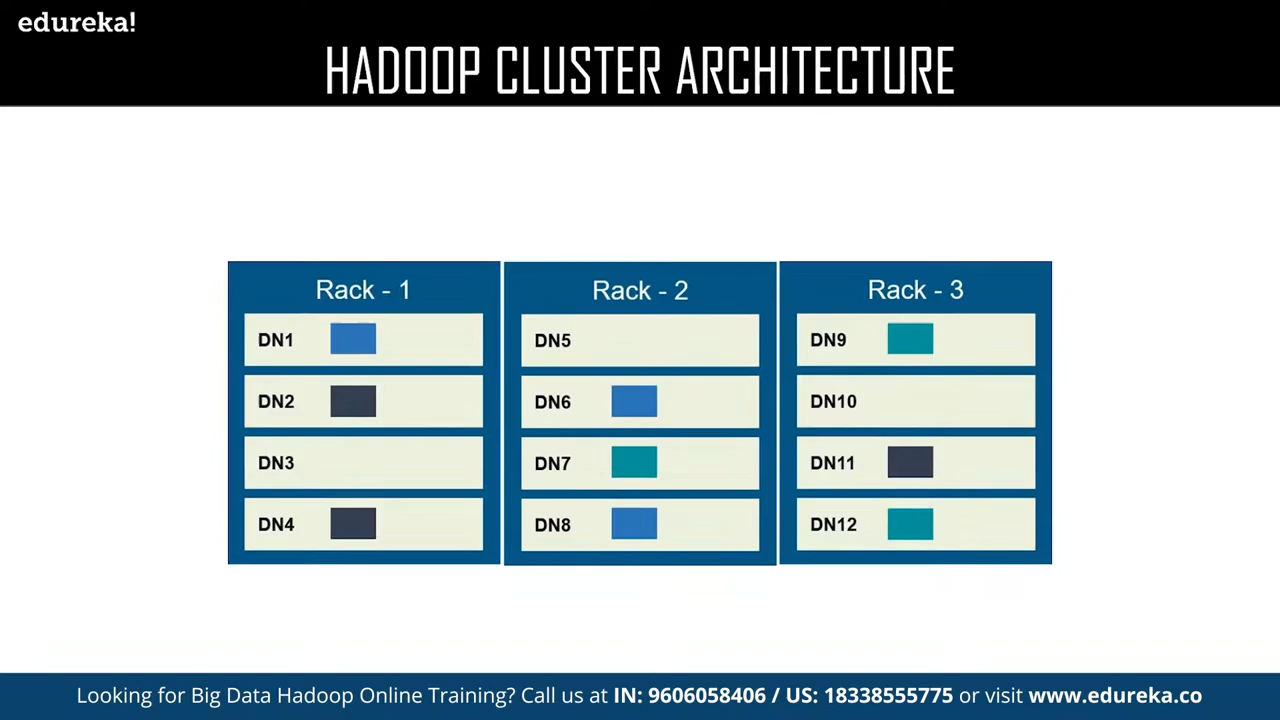 edureka!
HADOOP CLUSTER ARCHITECTURE
Rack - 1
DN1
DN2
DN3
DN4
Rack - 2
DN5
DN6
DN7
DN8
Rack - 3
DN9
DN10
DN11
DN12
Looking for Big Data Hadoop Online Training? Call us at IN: 9606058406 / US: 18338555775 or visit www.edureka.co